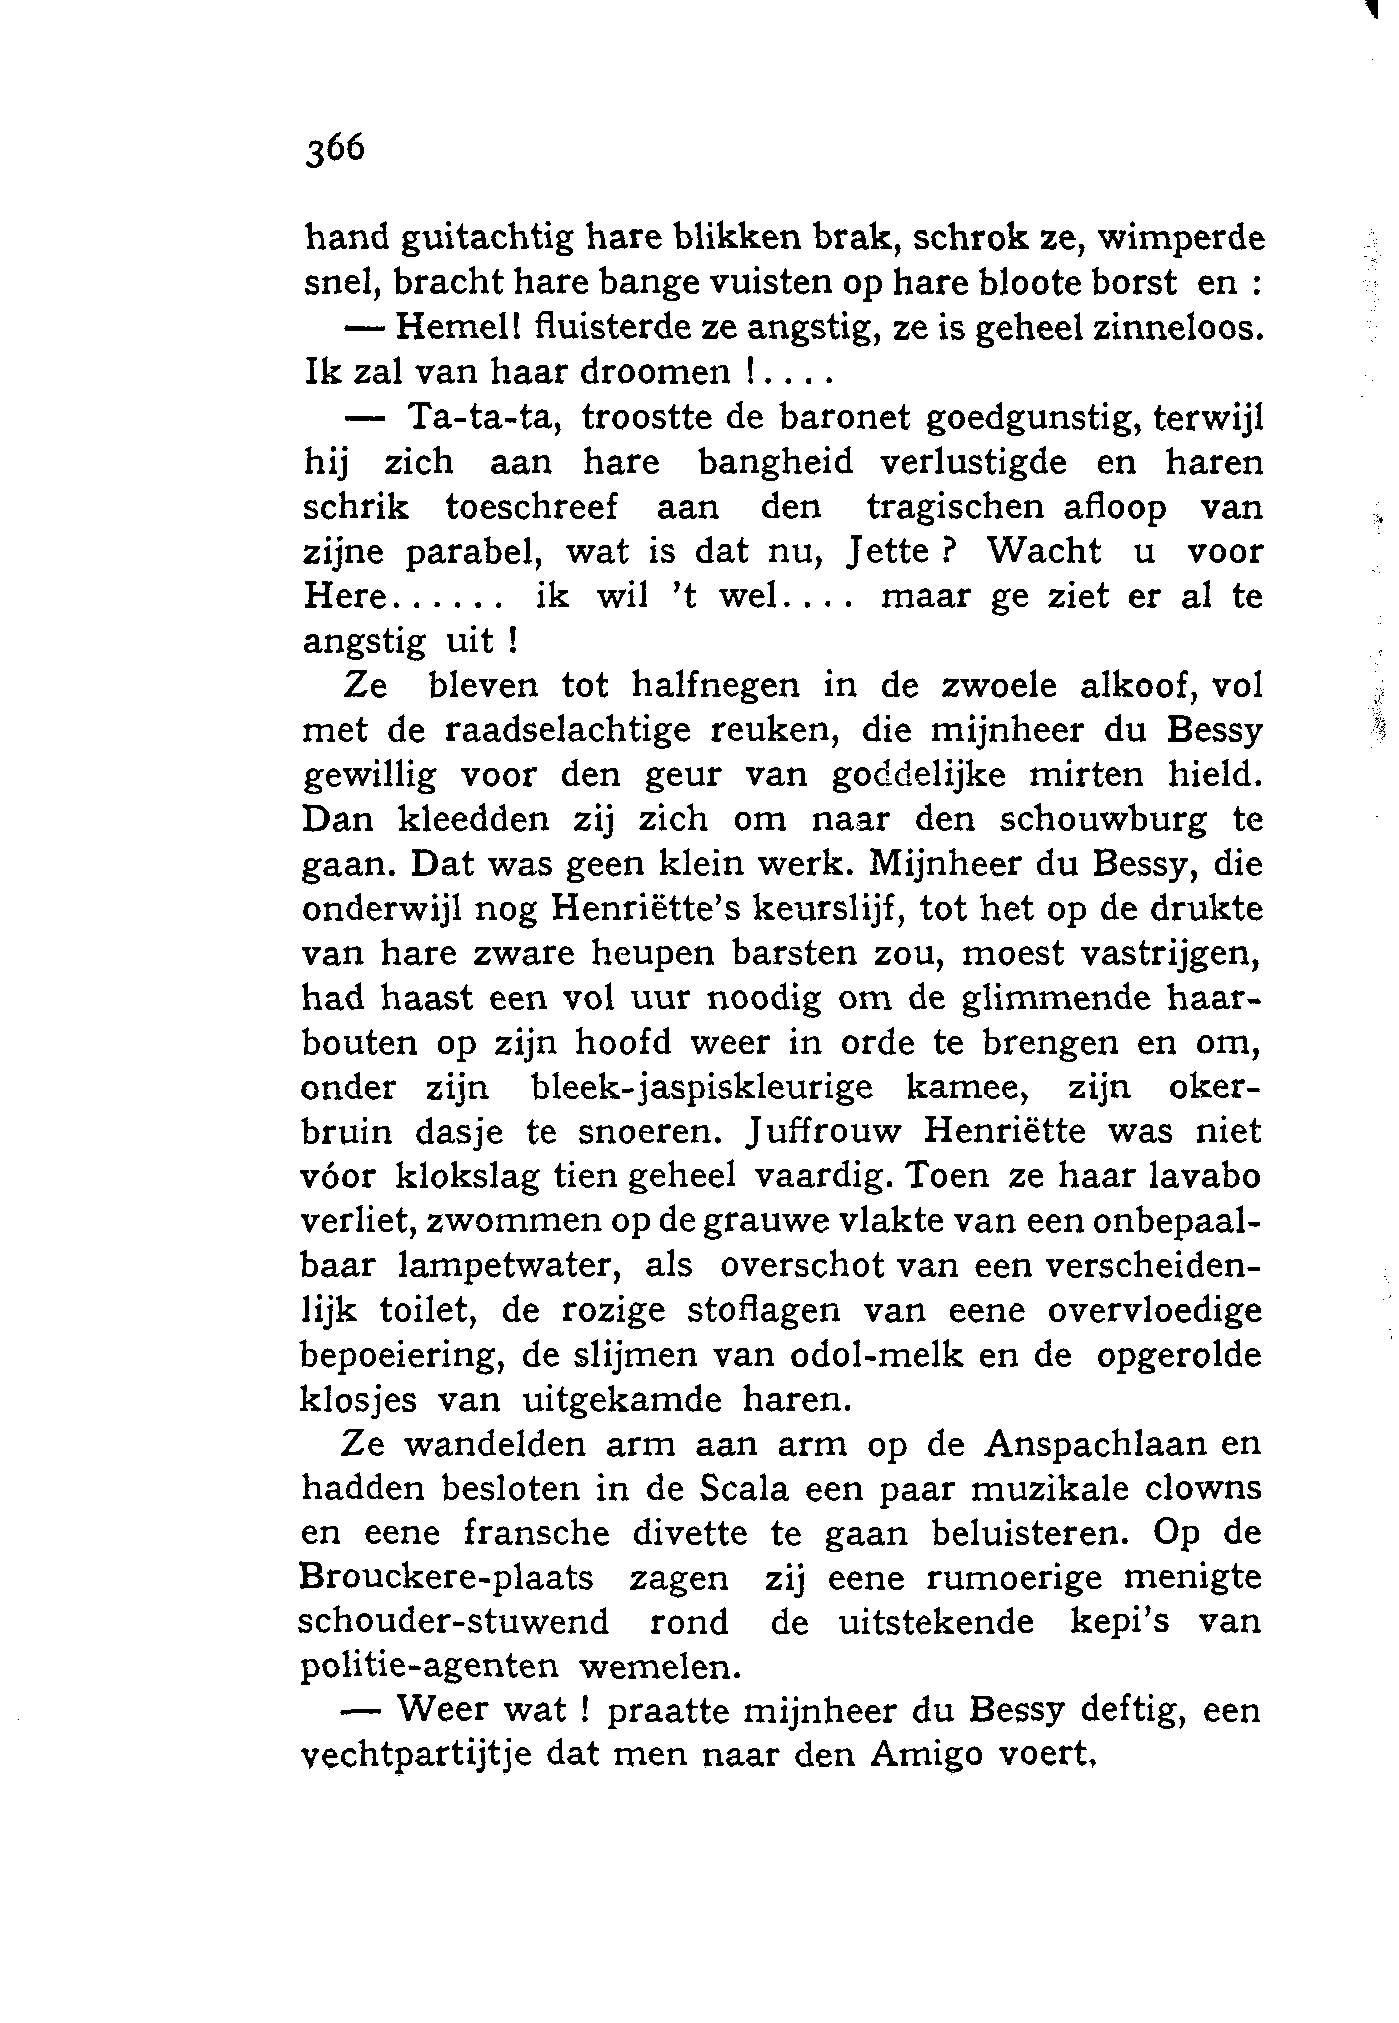 366
hand guitachtig hare blikken brak, schrok ze, wimperde
snel, bracht hare bange vuisten op hare bloote borst en :
— Hemel! fluisterde ze angstig, ze is geheel zinneloos.
Ik zal van haar droomen !....
— Ta-ta-ta, troostte de baronet goedgunstig, terwijl
hij zich aan hare bangheid verlustigde en haren
schrik toeschreef aan den tragischen afloop van
zijne parabel, wat is dat nu, Jette ? Wacht u voor
Here...... ik wil 't wel.... maar ge ziet er al te
angstig uit !
Ze bleven tot halfnegen in de zwoele alkoof, vol
met de raadselachtige reuken, die mijnheer du Bessy
gewillig voor den geur van goddelijke mirten hield.
Dan kleedden zij zich om naar den schouwburg te
gaan. Dat was geen klein werk. Mijnheer du Bessy, die
onderwijl nog Henriëtte's keurslijf, tot het op de drukte
van hare zware heupen barsten zou, moest vastrijgen,
had haast een vol uur noodig om de glimmende haar-
bouten op zijn hoofd weer in orde te brengen en om,
onder zijn bleek-jaspiskleurige kamee, zijn oker-
bruin dasje te snoeren. Juffrouw Henriëtte was niet
vóor klokslag tien geheel vaardig. Toen ze haar lavabo
verliet, zwommen op de grauwe vlakte van een onbepaal-
baar lampetwater, als overschot van een verscheiden-
lijk toilet, de rozige stoflagen van eene overvloedige
bepoeiering, de slijmen van odol-melk en de opgerolde
klosjes van uitgekamde haren.
Ze wandelden arm aan arm op de Anspachlaan en
hadden besloten in de Scala een paar muzikale clowns
en eene fransche divette te gaan beluisteren. Op de
Brouckere-plaats zagen zij eene rumoerige menigte
schouder-stuwend rond de uitstekende kepi's van
politie-agenten wemelen.
— Weer wat ! praatte mijnheer du Bessy deftig, een
vechtpartijtje dat men naar den Amigo voert.